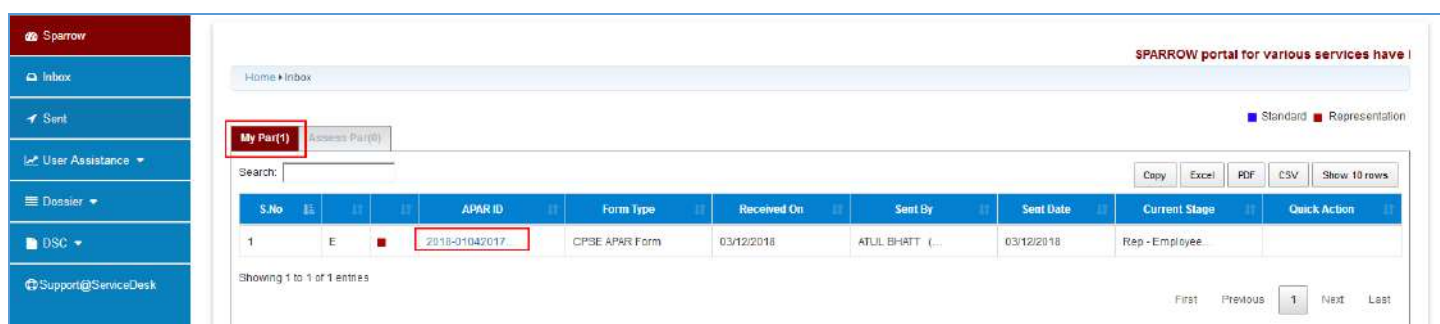 Sparrow
Inbox
Sent
User Assistance
Dossier
DSC
Support@ServiceDesk
SPARROW portal for various services have
Home Inbox
Standard Representation
My Par(1) Assess Par(0)
Search:
Copy Excel PDF CSV Show 10 rows
S.No APAR ID Form Type Received On Sent By Sent Date Current Stage Quick Action
1 E 2018-01042017... CPSE APAR Form 03/12/2018 ATUL BHATT (... 03/12/2018 Rep - Employee...
Showing 1 to 1 of 1 entries
First Previous 1 Next Last